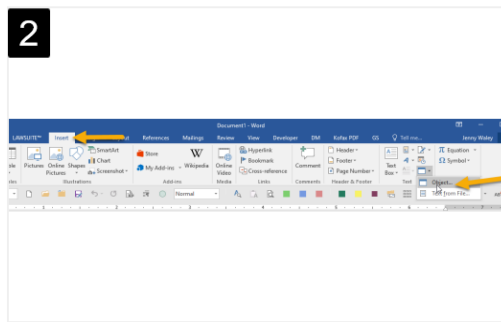 2
Document1 - Word
LAWSUITE™ Insert References Mailings Review View Developer DM Kofax PDF GS Tell me... Jenny Waley
SmartArt Store Hyperlink Header Equation
Pictures Online Shapes Chart Wikipedia Online Bookmark Comment Footer Text Symbol
Pictures Screenshot My Add-ins Video Cross-reference Page Number Box
Illustrations Add-ins Media Links Comments Header & Footer Text
Object...
Normal Text from File...